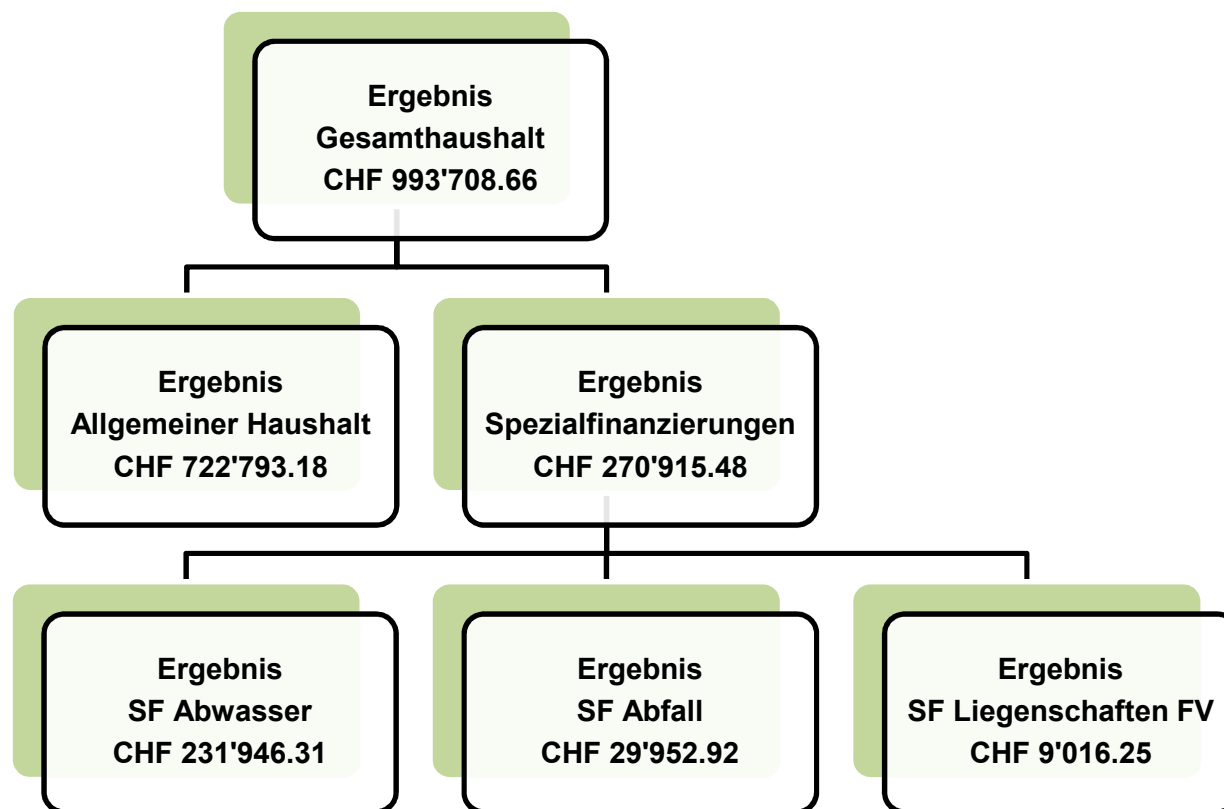 Ergebnis
Gesamthaushalt
CHF 993'708.66
Ergebnis
Allgemeiner Haushalt
CHF 722'793.18
Ergebnis
Spezialfinanzierungen
CHF 270'915.48
Ergebnis
SF Abwasser
CHF 231'946.31
Ergebnis
SF Abfall
CHF 29'952.92
Ergebnis
SF Liegenschaften FV
CHF 9'016.25